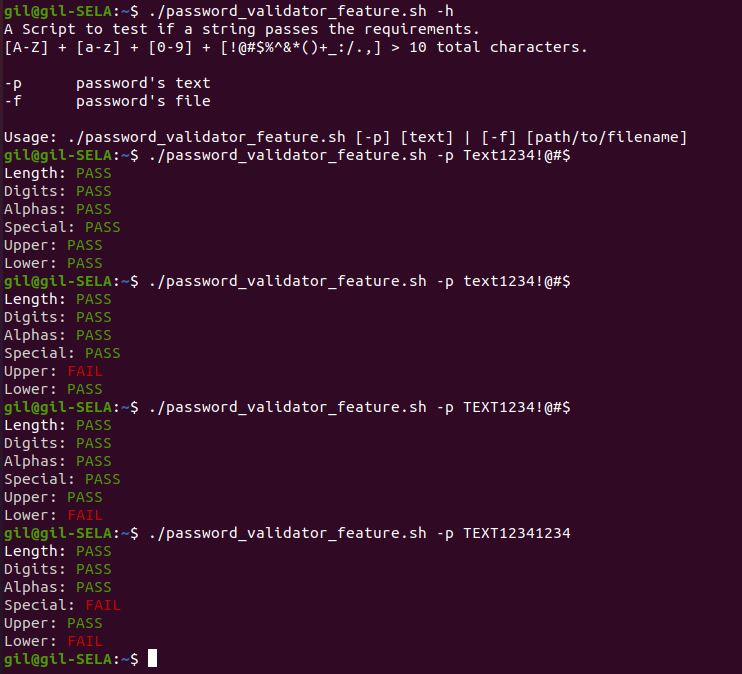 gil@gil-SELA:~$ ./password_validator_feature.sh -h
A Script to test if a string passes the requirements.
[A-Z] + [a-z] + [0-9] + [!@#$%^&*()+_:/.,] > 10 total characters.
-p      password's text
-f      password's file
Usage: ./password_validator_feature.sh [-p] [text] | [-f] [path/to/filename]
gil@gil-SELA:~$ ./password_validator_feature.sh -p Text1234!@#$
Length: PASS
Digits: PASS
Alphas: PASS
Special: PASS
Upper: PASS
Lower: PASS
gil@gil-SELA:~$ ./password_validator_feature.sh -p text1234!@#$
Length: PASS
Digits: PASS
Alphas: PASS
Special: PASS
Upper: FAIL
Lower: PASS
gil@gil-SELA:~$ ./password_validator_feature.sh -p TEXT1234!@#$
Length: PASS
Digits: PASS
Alphas: PASS
Special: PASS
Upper: PASS
Lower: FAIL
gil@gil-SELA:~$ ./password_validator_feature.sh -p TEXT12341234
Length: PASS
Digits: PASS
Alphas: PASS
Special: FAIL
Upper: PASS
Lower: FAIL
gil@gil-SELA:~$